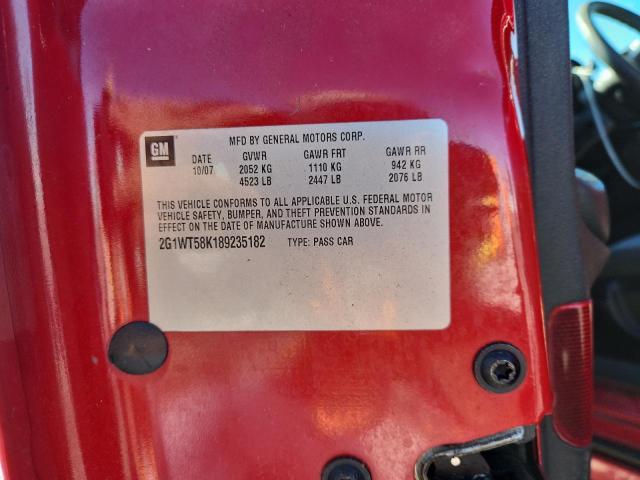 GM
MFD BY GENERAL MOTORS CORP.
DATE GVWR GAWR FRT GAWR RR
10/07 2052 KG 1110 KG 942 KG
4523 LB 2447 LB 2076 LB
THIS VEHICLE CONFORMS TO ALL APPLICABLE U.S. FEDERAL MOTOR
VEHICLE SAFETY, BUMPER, AND THEFT PREVENTION STANDARDS IN
EFFECT ON THE DATE OF MANUFACTURE SHOWN ABOVE.
2G1WT58K189235182 TYPE: PASS CAR